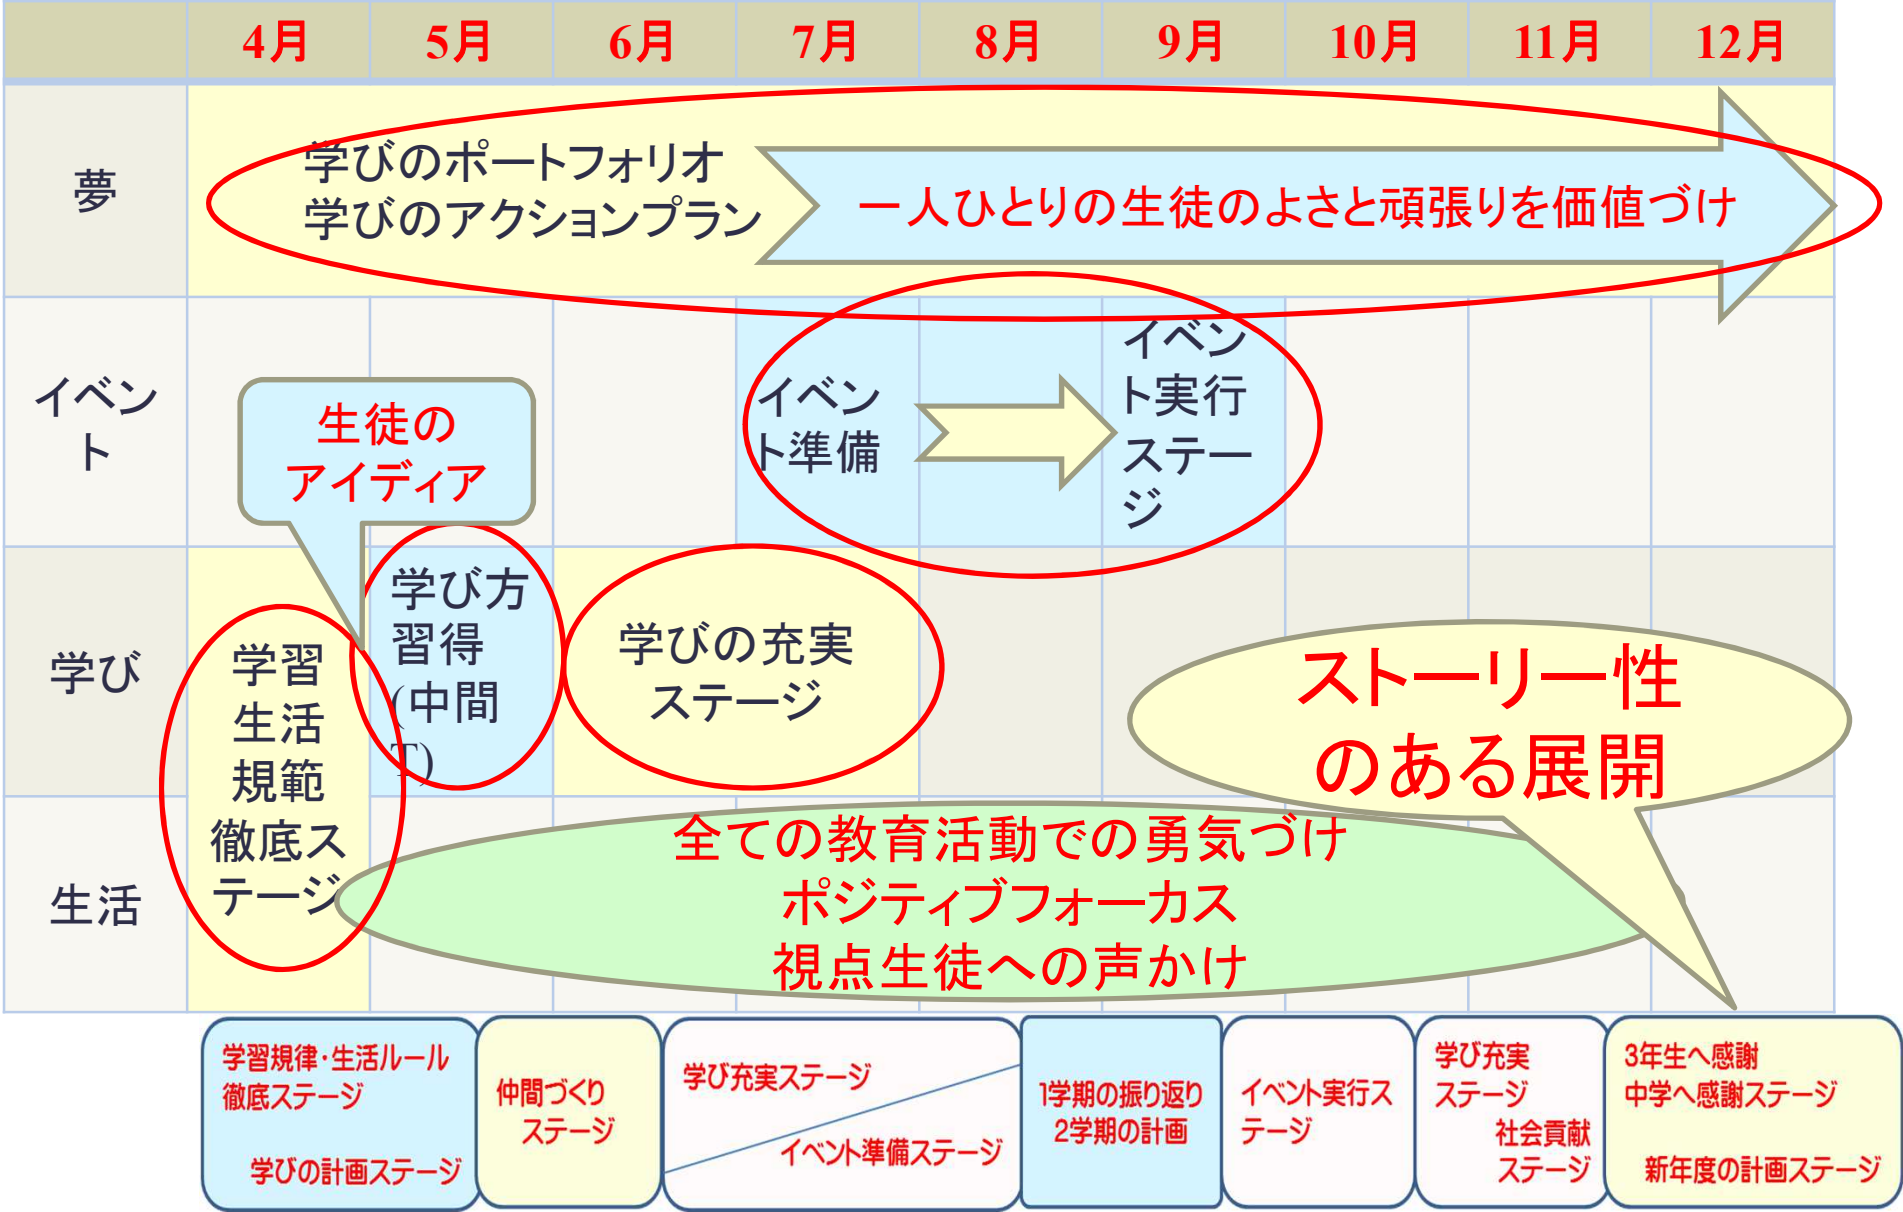 4月 5月 6月 7月 8月 9月 10月 11月 12月
夢
学びのポートフォリオ
学びのアクションプラン
一人ひとりの生徒のよさと頑張りを価値づけ
イベン
ト
生徒の
アイディア
イベン
ト準備
イベン
ト実行
ステー
ジ
学び
学習
生活
規範
徹底ス
テージ
学び方
習得
(中間
T)
学びの充実
ステージ
ストーリー性
のある展開
生活
全ての教育活動での勇気づけ
ポジティブフォーカス
視点生徒への声かけ
学習規律・生活ルール
徹底ステージ
学びの計画ステージ
仲間づくり
ステージ
学び充実ステージ
イベント準備ステージ
1学期の振り返り
2学期の計画
イベント実行ス
テージ
学び充実
ステージ
社会貢献
ステージ
3年生へ感謝
中学へ感謝ステージ
新年度の計画ステージ